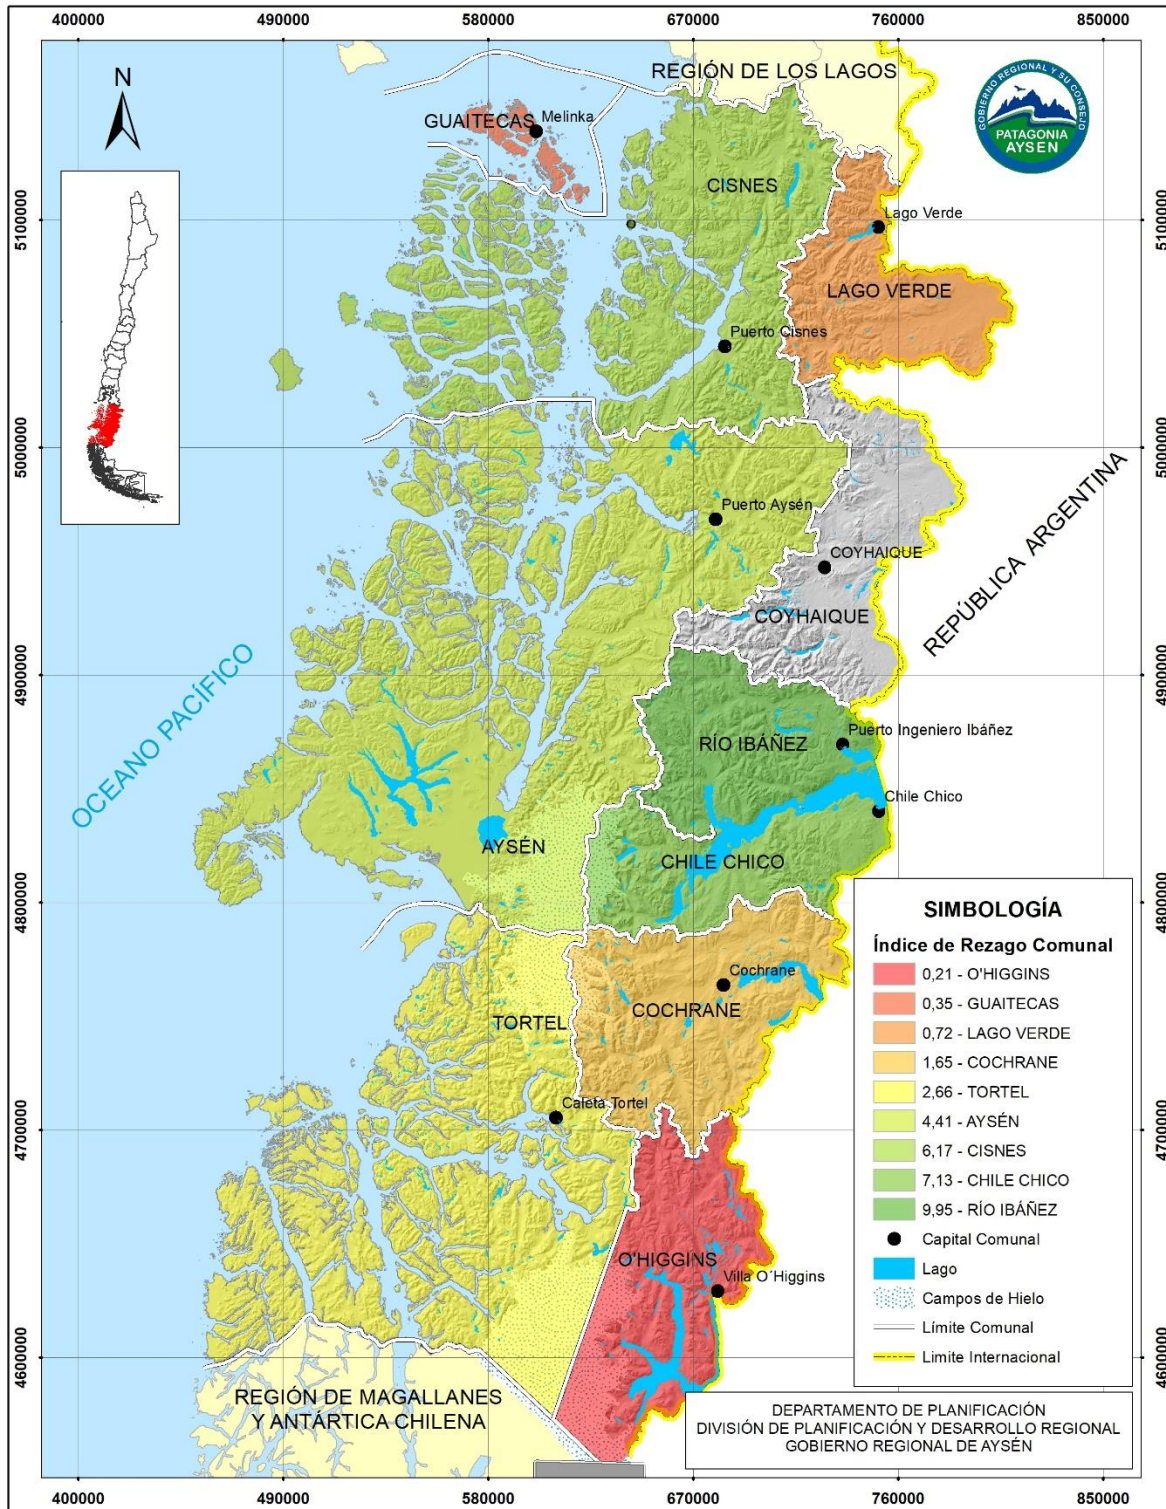 400000
490000
580000
670000
760000
850000
N
REGIÓN DE LOS LAGOS
GOBIERNO REGIONAL Y SU CONSEJO
PATAGONIA
AYSEN
GUAITECAS
Melinka
CISNES
5100000
5100000
Lago Verde
LAGO VERDE
Puerto Cisnes
5000000
5000000
Puerto Aysén
COYHAIQUE
COYHAIQUE
REPÚBLICA ARGENTINA
OCEANO PACÍFICO
4900000
4900000
Puerto Ingeniero Ibáñez
RÍO IBÁÑEZ
Chile Chico
AYSÉN
CHILE CHICO
4800000
4800000
Cochrane
COCHRANE
TORTEL
Caleta Tortel
4700000
4700000
O'HIGGINS
Villa O´Higgins
4600000
4600000
REGIÓN DE MAGALLANES
Y ANTÁRTICA CHILENA
SIMBOLOGÍA
Índice de Rezago Comunal
0,21 - O'HIGGINS
0,35 - GUAITECAS
0,72 - LAGO VERDE
1,65 - COCHRANE
2,66 - TORTEL
4,41 - AYSÉN
6,17 - CISNES
7,13 - CHILE CHICO
9,95 - RÍO IBÁÑEZ
Capital Comunal
Lago
Campos de Hielo
Límite Comunal
Limite Internacional
DEPARTAMENTO DE PLANIFICACIÓN
DIVISIÓN DE PLANIFICACIÓN Y DESARROLLO REGIONAL
GOBIERNO REGIONAL DE AYSÉN
400000
490000
580000
670000
760000
850000